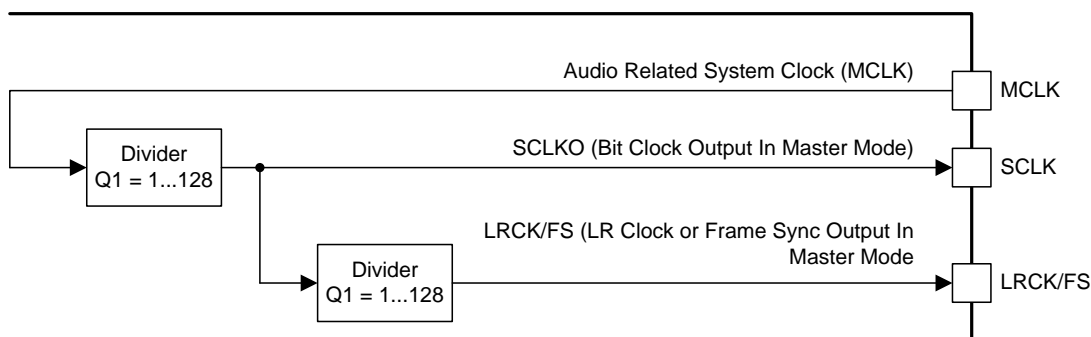 Audio Related System Clock (MCLK)
MCLK
Divider
Q1 = 1...128
SCLKO (Bit Clock Output In Master Mode)
SCLK
LRCK/FS (LR Clock or Frame Sync Output In
Master Mode
Divider
Q1 = 1...128
LRCK/FS